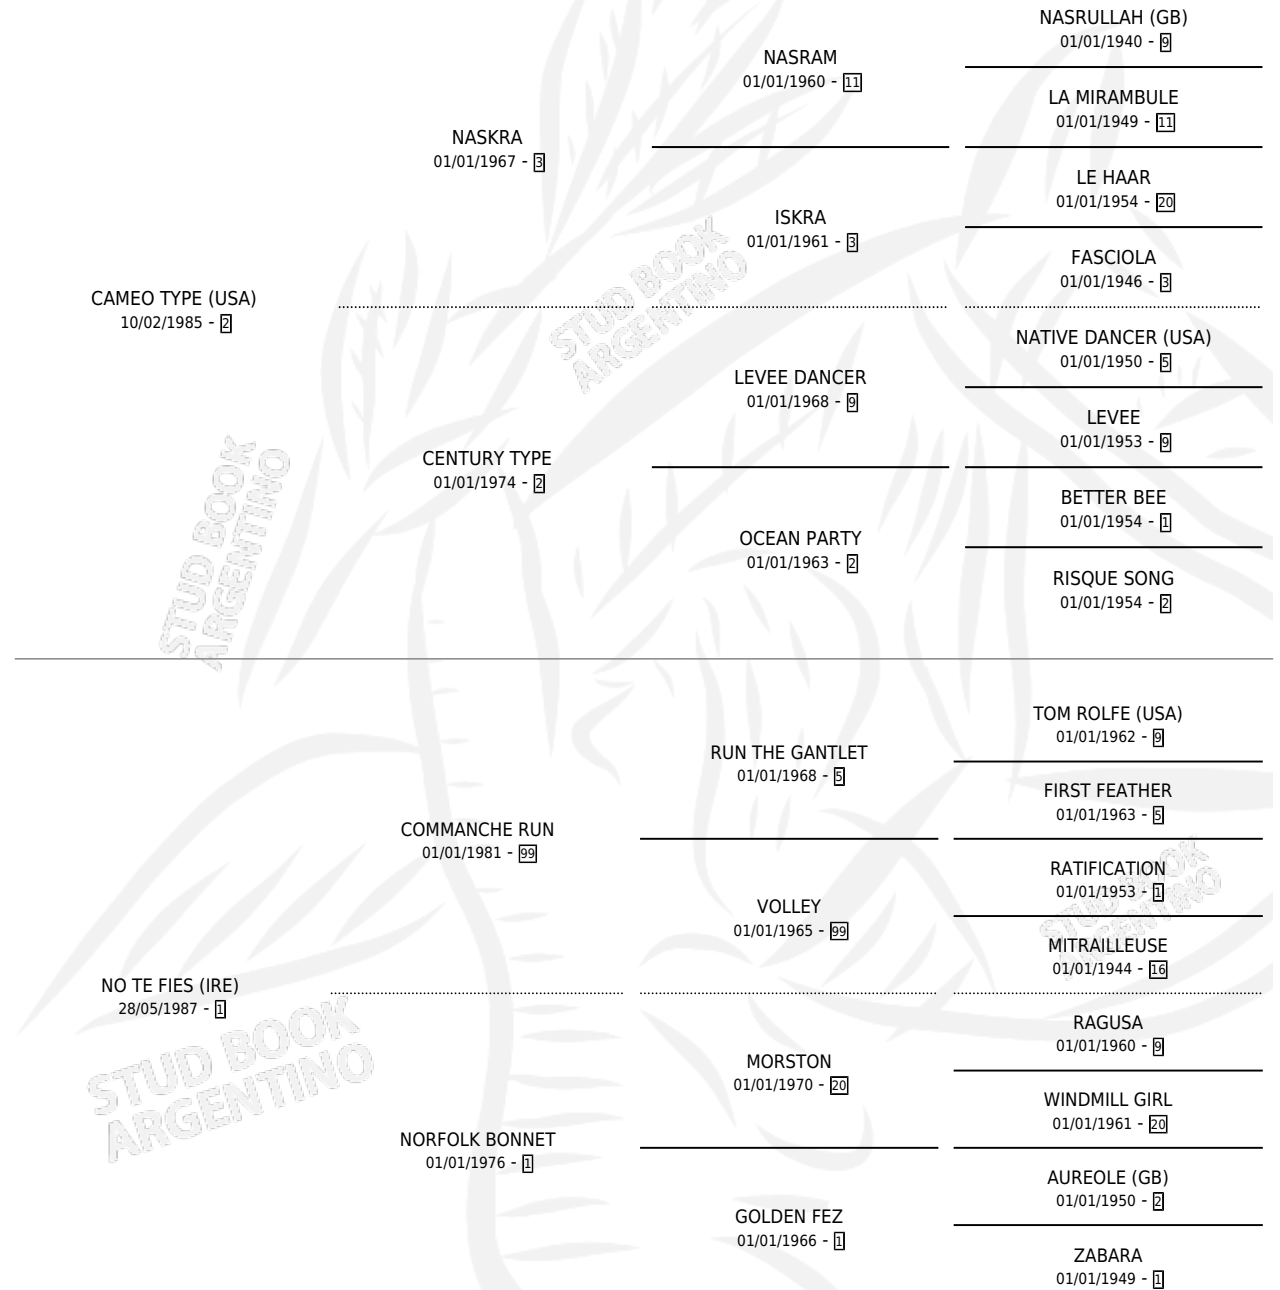 NASRULLAH (GB)
01/01/1940 - 9
NASRAM
01/01/1960 - 11
LA MIRAMBULE
01/01/1949 - 11
NASKRA
01/01/1967 - 3
LE HAAR
01/01/1954 - 20
ISKRA
01/01/1961 - 3
FASCIOLA
01/01/1946 - 3
CAMEO TYPE (USA)
10/02/1985 - 2
NATIVE DANCER (USA)
01/01/1950 - 5
LEVEE DANCER
01/01/1968 - 9
LEVEE
01/01/1953 - 9
CENTURY TYPE
01/01/1974 - 2
BETTER BEE
01/01/1954 - 1
OCEAN PARTY
01/01/1963 - 2
RISQUE SONG
01/01/1954 - 2
STUD BOOK
ARGENTINO
STUD BOOK
ARGENTINO
TOM ROLFE (USA)
01/01/1962 - 9
RUN THE GANTLET
01/01/1968 - 5
FIRST FEATHER
01/01/1963 - 5
COMMANCHE RUN
01/01/1981 - 99
RATIFICATION
01/01/1953 - 1
VOLLEY
01/01/1965 - 99
MITRAILLEUSE
01/01/1944 - 16
NO TE FIES (IRE)
28/05/1987 - 1
RAGUSA
01/01/1960 - 9
MORSTON
01/01/1970 - 20
WINDMILL GIRL
01/01/1961 - 20
NORFOLK BONNET
01/01/1976 - 1
AUREOLE (GB)
01/01/1950 - 2
GOLDEN FEZ
01/01/1966 - 1
ZABARA
01/01/1949 - 1
STUD BOOK
ARGENTINO
STUD BOOK
ARGENTINO